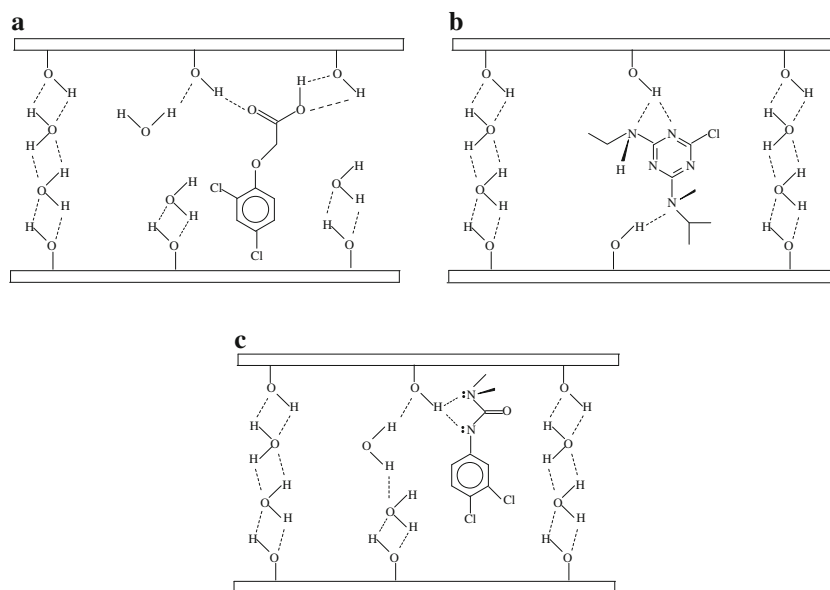 a
O O O
H
H H H
H H H O O
O O
H H
O
H H H
O Cl O
O
H H
H
H H H
O O O
Cl
b
O O O
H H H
H H
O N N Cl O
H H H H
H N N
H H
O O
H N H
H H H
O O O
c
O O O
:N
H H H
O
H H H
O O :N O
H H H
H H H
O Cl O
O
H H Cl H
H H H
O O O